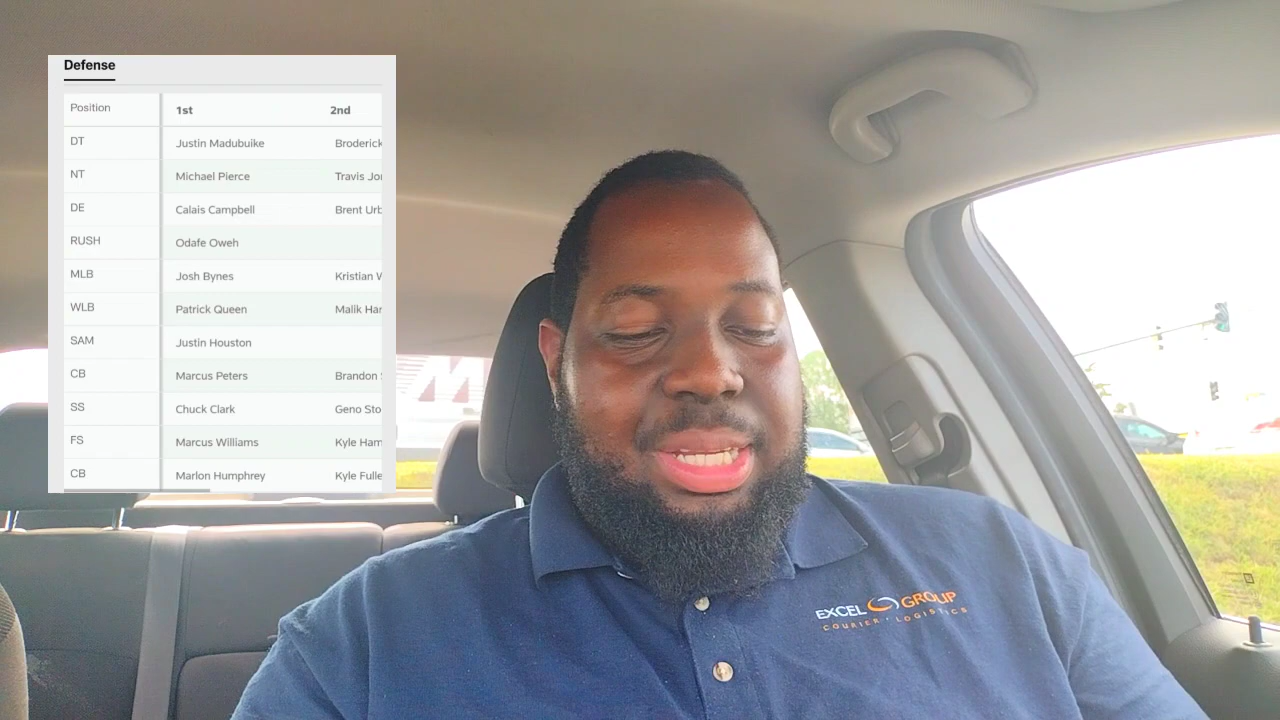 Defense
Position 1st 2nd
DT Justin Madubuike Broderick
NT Michael Pierce Travis Jor
DE Calais Campbell Brent Urb
RUSH Odafe Oweh
MLB Josh Bynes Kristian W
WLB Patrick Queen Malik Har
SAM Justin Houston
CB Marcus Peters Brandon
SS Chuck Clark Geno Sto
FS Marcus Williams Kyle Ham
CB Marlon Humphrey Kyle Fulle
M
EXCEL GROUP
COURIER • LOGISTICS